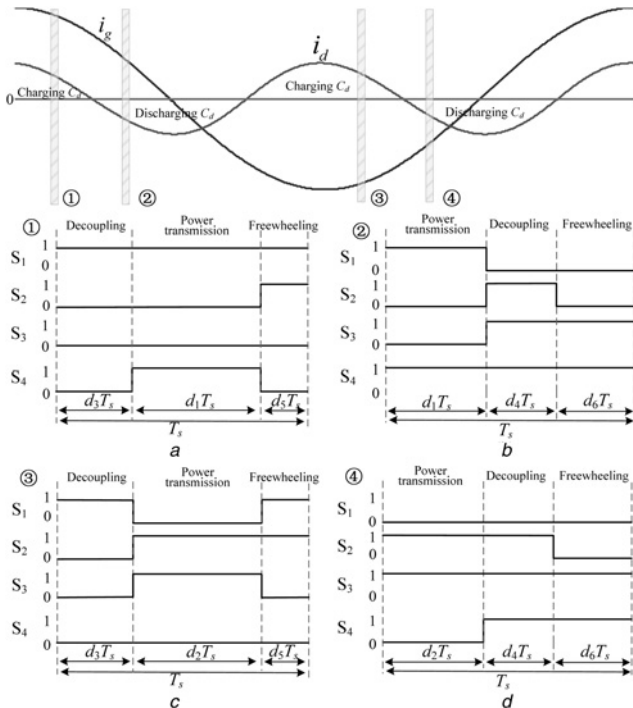 i_g
i_d
0
Charging C_d
Discharging C_d
Charging C_d
Discharging C_d
① ② ③ ④
①
Decoupling
Power transmission
Freewheeling
S_1 1 0
S_2 1 0
S_3 1 0
S_4 1 0
d_3T_s d_1T_s d_5T_s
T_s
a
②
Power transmission
Decoupling
Freewheeling
S_1 1 0
S_2 1 0
S_3 1 0
S_4 1 0
d_1T_s d_4T_s d_6T_s
T_s
b
③
Decoupling
Power transmission
Freewheeling
S_1 1 0
S_2 1 0
S_3 1 0
S_4 1 0
d_3T_s d_2T_s d_5T_s
T_s
c
④
Power transmission
Decoupling
Freewheeling
S_1 1 0
S_2 1 0
S_3 1 0
S_4 1 0
d_2T_s d_4T_s d_6T_s
T_s
d